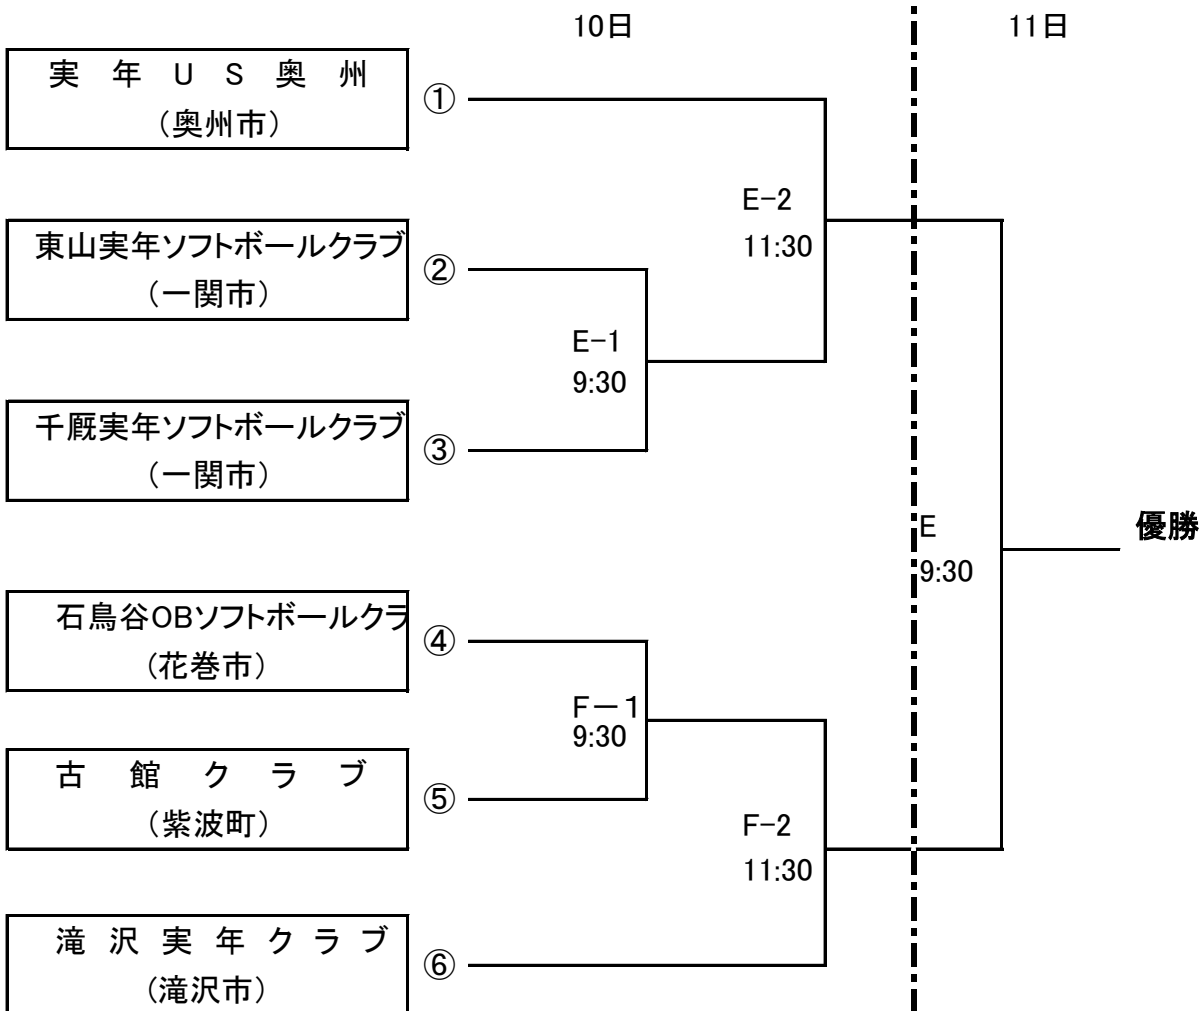 10日
11日
実年US奥州
(奥州市)
①
E-2
11:30
東山実年ソフトボールクラブ
(一関市)
②
E-1
9:30
千厩実年ソフトボールクラブ
(一関市)
③
E
9:30
優勝
石鳥谷OBソフトボールクラ
(花巻市)
④
F-1
9:30
古館クラブ
(紫波町)
⑤
F-2
11:30
滝沢実年クラブ
(滝沢市)
⑥